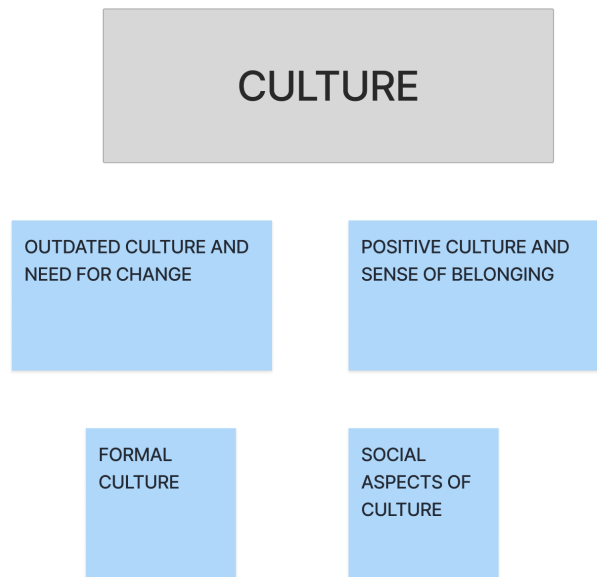 CULTURE
OUTDATED CULTURE AND
NEED FOR CHANGE
POSITIVE CULTURE AND
SENSE OF BELONGING
FORMAL
CULTURE
SOCIAL
ASPECTS OF
CULTURE